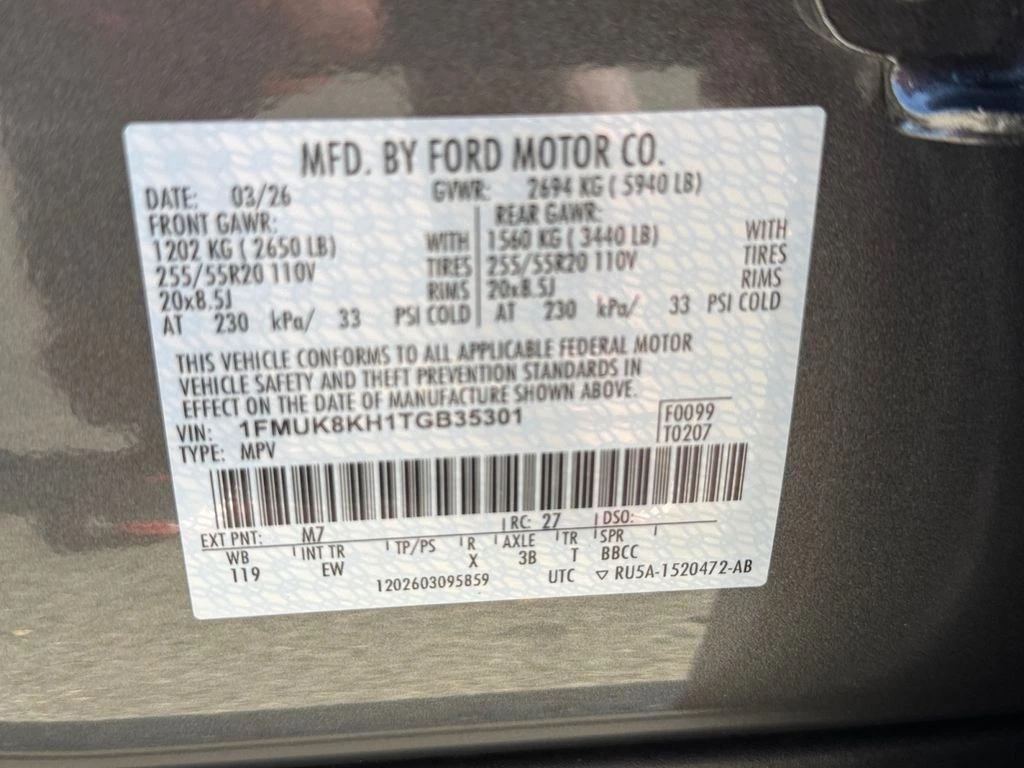 MFD. BY FORD MOTOR CO.
DATE: 03/26 GVWR: 2694 KG ( 5940 LB)
FRONT GAWR: REAR GAWR:
1202 KG ( 2650 LB) WITH 1560 KG ( 3440 LB) WITH
255/55R20 110V TIRES 255/55R20 110V TIRES
20x8.5J RIMS 20x8.5J RIMS
AT 230 kPa/ 33 PSI COLD AT 230 kPa/ 33 PSI COLD
THIS VEHICLE CONFORMS TO ALL APPLICABLE FEDERAL MOTOR
VEHICLE SAFETY AND THEFT PREVENTION STANDARDS IN
EFFECT ON THE DATE OF MANUFACTURE SHOWN ABOVE.
VIN: 1FMUK8KH1TGB35301 F0099
TYPE: MPV T0207
EXT PNT: M7 RC: 27 DSO:
WB INT TR TP/PS R AXLE TR SPR
119 EW X 3B T BBCC
1202603095859 UTC ▽ RU5A-1520472-AB